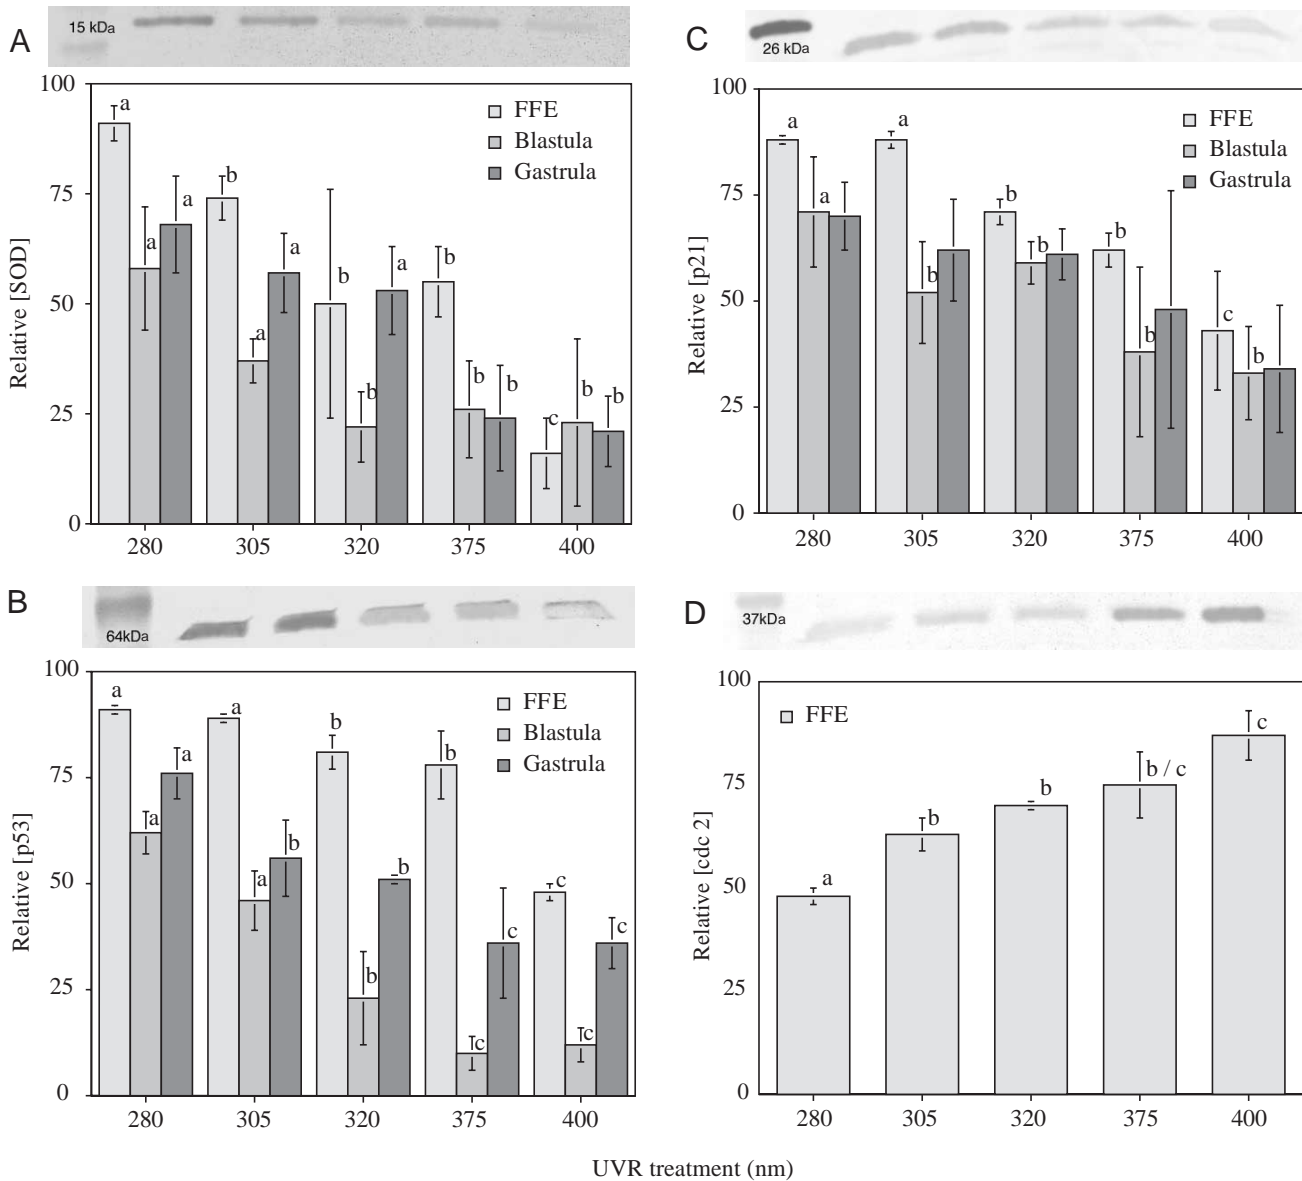 A
15 kDa
100
75
50
25
0
Relative [SOD]
FFE
Blastula
Gastrula
a
a
a
b
a
a
b
b
a
b
b
b
c
b
b
280 305 320 375 400
C
26 kDa
100
75
50
25
0
Relative [p21]
FFE
Blastula
Gastrula
a
a
a
b
b
b
b
b
c
b
280 305 320 375 400
B
64kDa
100
75
50
25
0
Relative [p53]
FFE
Blastula
Gastrula
a
a
a
a
a
b
b
b
b
b
c
c
c
c
c
280 305 320 375 400
D
37kDa
100
75
50
25
0
Relative [cdc 2]
FFE
a
b
b
b / c
c
280 305 320 375 400
UVR treatment (nm)